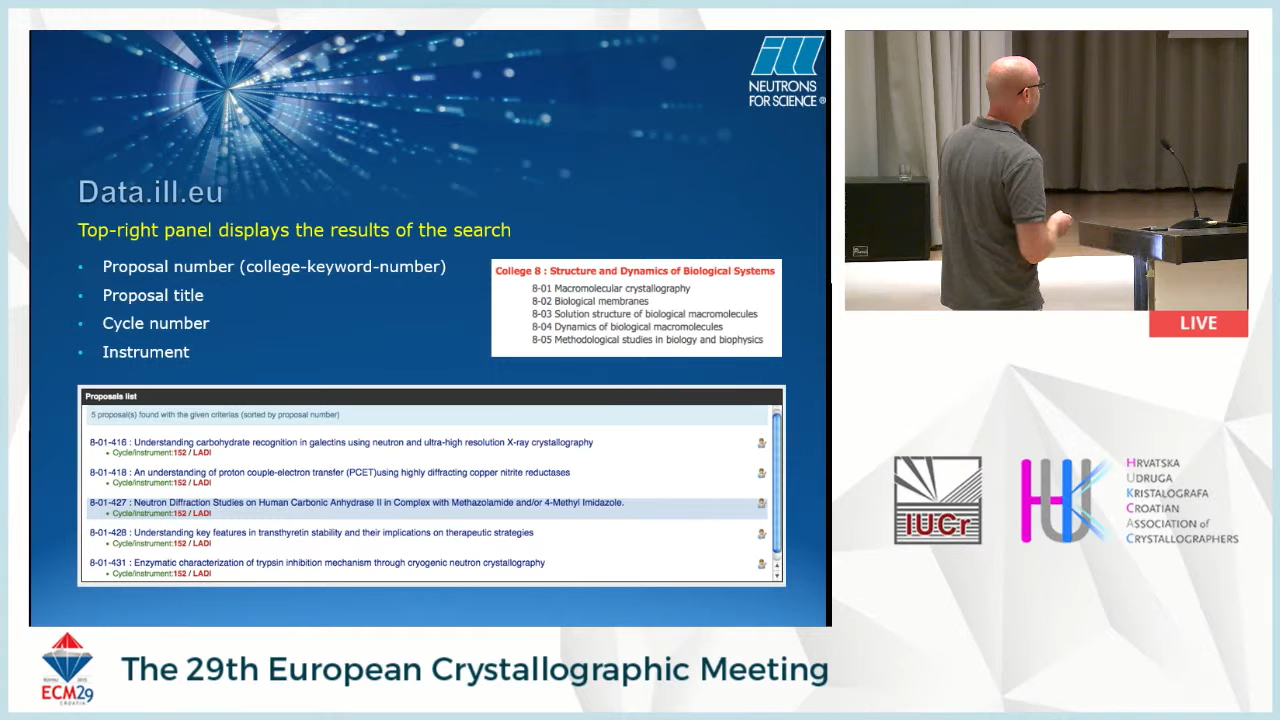 ill
NEUTRONS
FOR SCIENCE ®
Data.ill.eu
Top-right panel displays the results of the search
• Proposal number (college-keyword-number)
• Proposal title
• Cycle number
• Instrument
College 8 : Structure and Dynamics of Biological Systems
8-01 Macromolecular crystallography
8-02 Biological membranes
8-03 Solution structure of biological macromolecules
8-04 Dynamics of biological macromolecules
8-05 Methodological studies in biology and biophysics
Proposals list
5 proposal(s) found with the given criterias (sorted by proposal number)
8-01-416 : Understanding carbohydrate recognition in galectins using neutron and ultra-high resolution X-ray crystallography
• Cycle/instrument:152 / LADI
8-01-418 : An understanding of proton couple-electron transfer (PCET)using highly diffracting copper nitrite reductases
• Cycle/instrument:152 / LADI
8-01-427 : Neutron Diffraction Studies on Human Carbonic Anhydrase II in Complex with Methazolamide and/or 4-Methyl Imidazole.
• Cycle/instrument:152 / LADI
8-01-428 : Understanding key features in transthyretin stability and their implications on therapeutic strategies
• Cycle/instrument:152 / LADI
8-01-431 : Enzymatic characterization of trypsin inhibition mechanism through cryogenic neutron crystallography
• Cycle/instrument:152 / LADI
LIVE
IUCr
HRVATSKA
UDRUGA
KRISTALOGRAFA
CROATIAN
ASSOCIATION of
CRYSTALLOGRAPHERS
ECM29
CROATIA
The 29th European Crystallographic Meeting